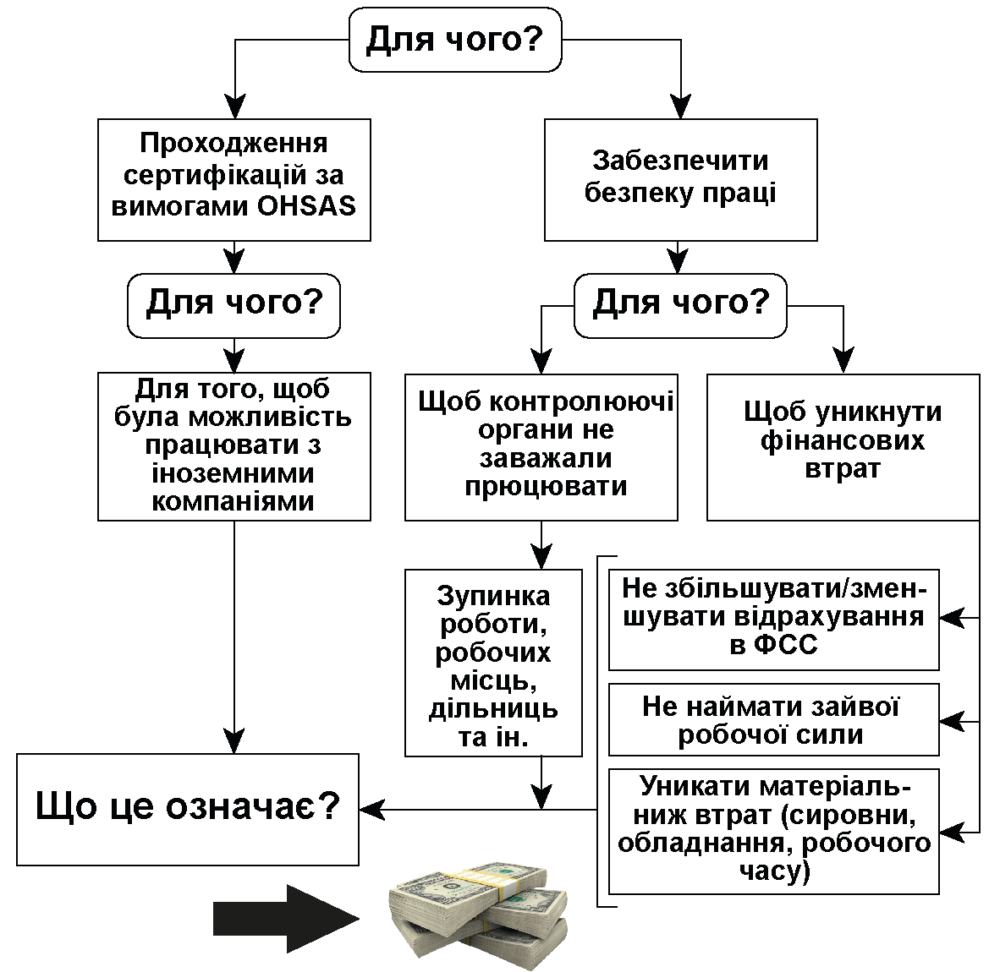 Для чого?
Проходження
сертифікацій за
вимогами OHSAS
Забезпечити
безпеку праці
Для чого?
Для чого?
Для того, щоб
була можливість
працювати з
іноземними
компаніями
Щоб контролюючі
органи не
заважали
прюцювати
Щоб уникнути
фінансових
втрат
Зупинка
роботи,
робочих
місць,
дільниць
та ін.
Не збільшувати/змен-
шувати відрахування
в ФСС
Не наймати зайвої
робочої сили
Уникати матеріаль-
ниж втрат (сировни,
обладнання, робочого
часу)
Що це означає?